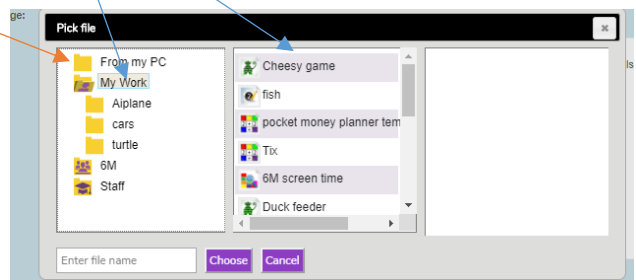 ge:
Pick file
×
From my PC
My Work
Aiplane
cars
turtle
6M
Staff
Cheesy game
fish
pocket money planner tem
Tix
6M screen time
Duck feeder
ls
Enter file name
Choose
Cancel